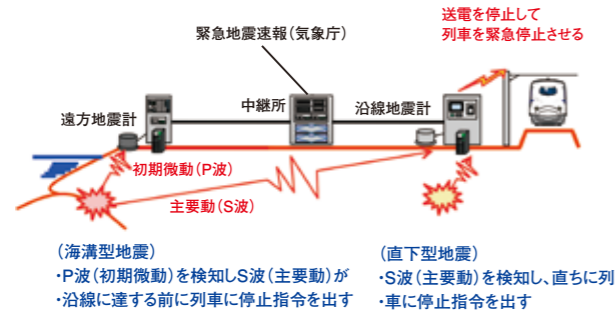 送電を停止して
列車を緊急停止させる
緊急地震速報(気象庁)
中継所
沿線地震計
遠方地震計
初期微動(P波)
主要動(S波)
(海溝型地震)
・P波(初期微動)を検知しS波(主要動)が
・沿線に達する前に列車に停止指令を出す
(直下型地震)
・S波(主要動)を検知し、直ちに列
・車に停止指令を出す